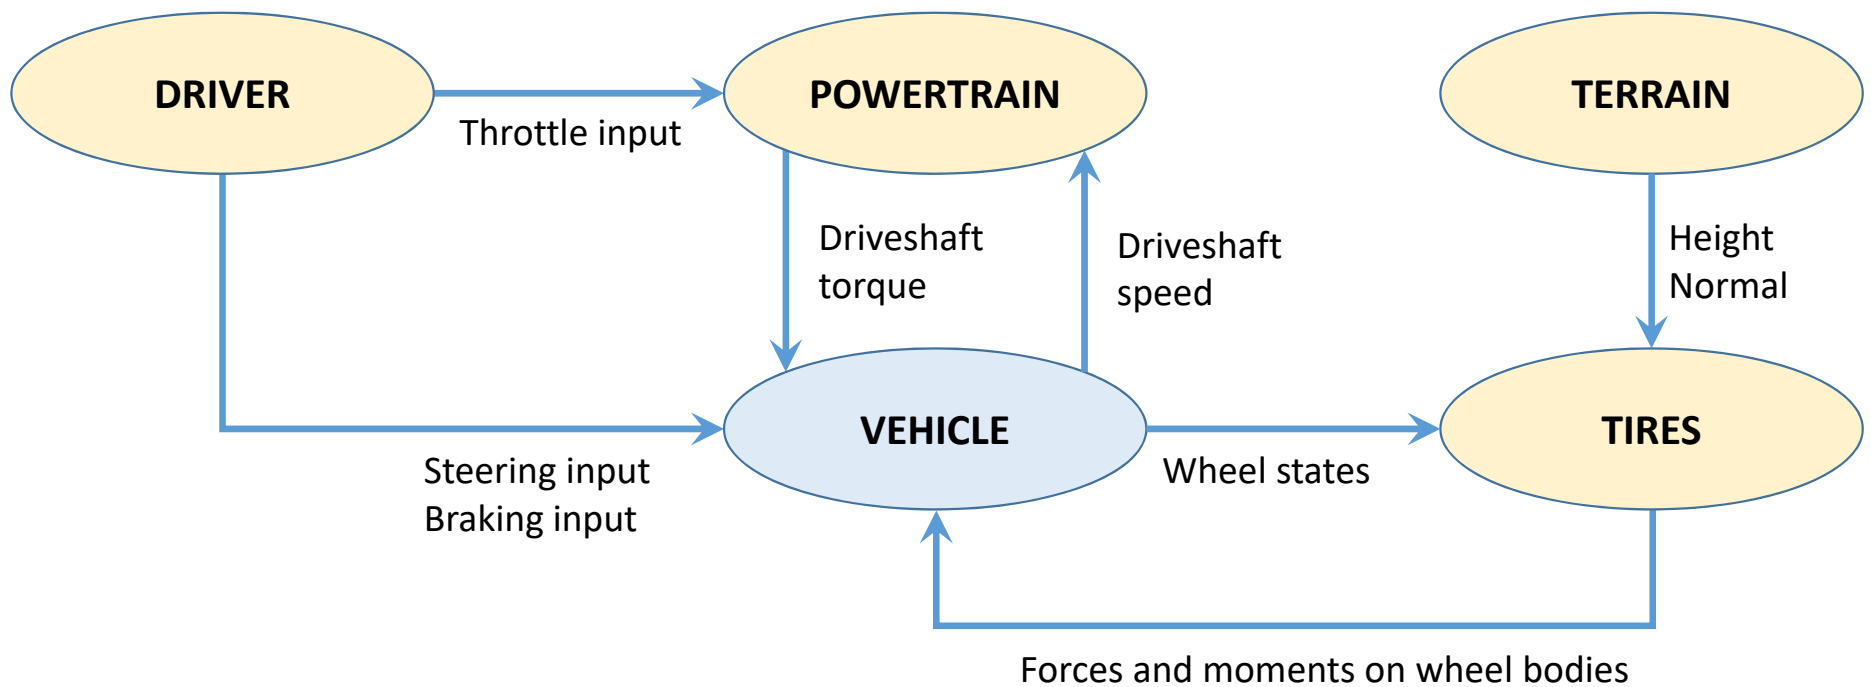 DRIVER
POWERTRAIN
TERRAIN
Throttle input
Driveshaft
torque
Driveshaft
speed
Height
Normal
VEHICLE
TIRES
Steering input
Braking input
Wheel states
Forces and moments on wheel bodies